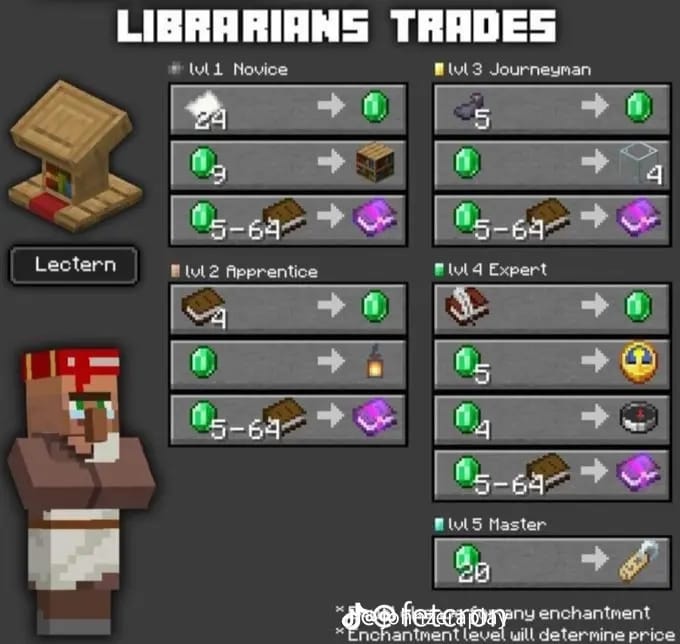 LIBRARIANS TRADES
lvl 1 Novice
24
9
5-64
lvl 2 Apprentice
4
5-64
Lectern
lvl 3 Journeyman
5
4
5-64
lvl 4 Expert
5
4
5-64
lvl 5 Master
20
any enchantment
*Enchantment level will determine price